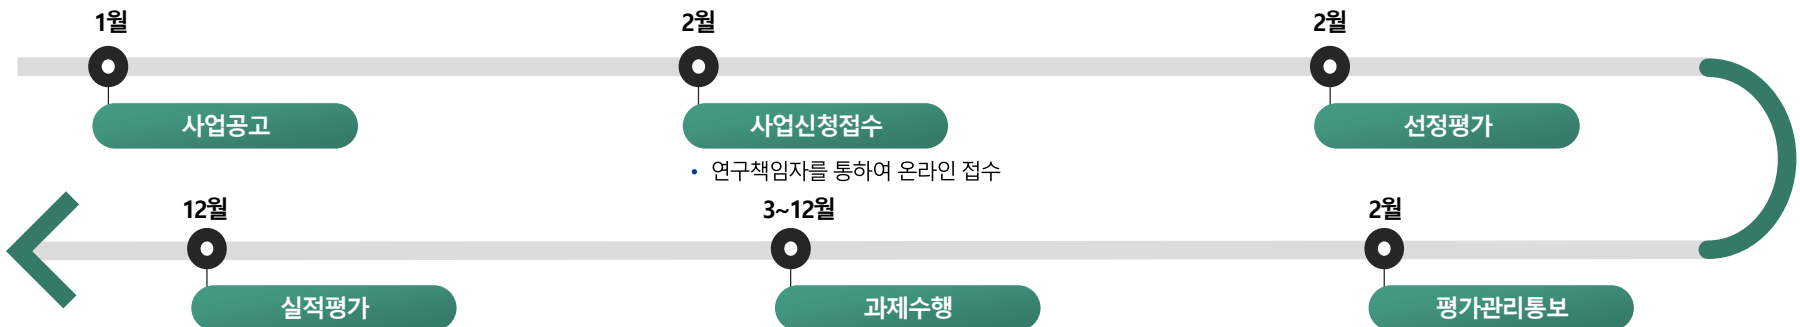 1월
사업공고
2월
사업신청접수
• 연구책임자를 통하여 온라인 접수
2월
선정평가
2월
평가관리통보
3~12월
과제수행
12월
실적평가